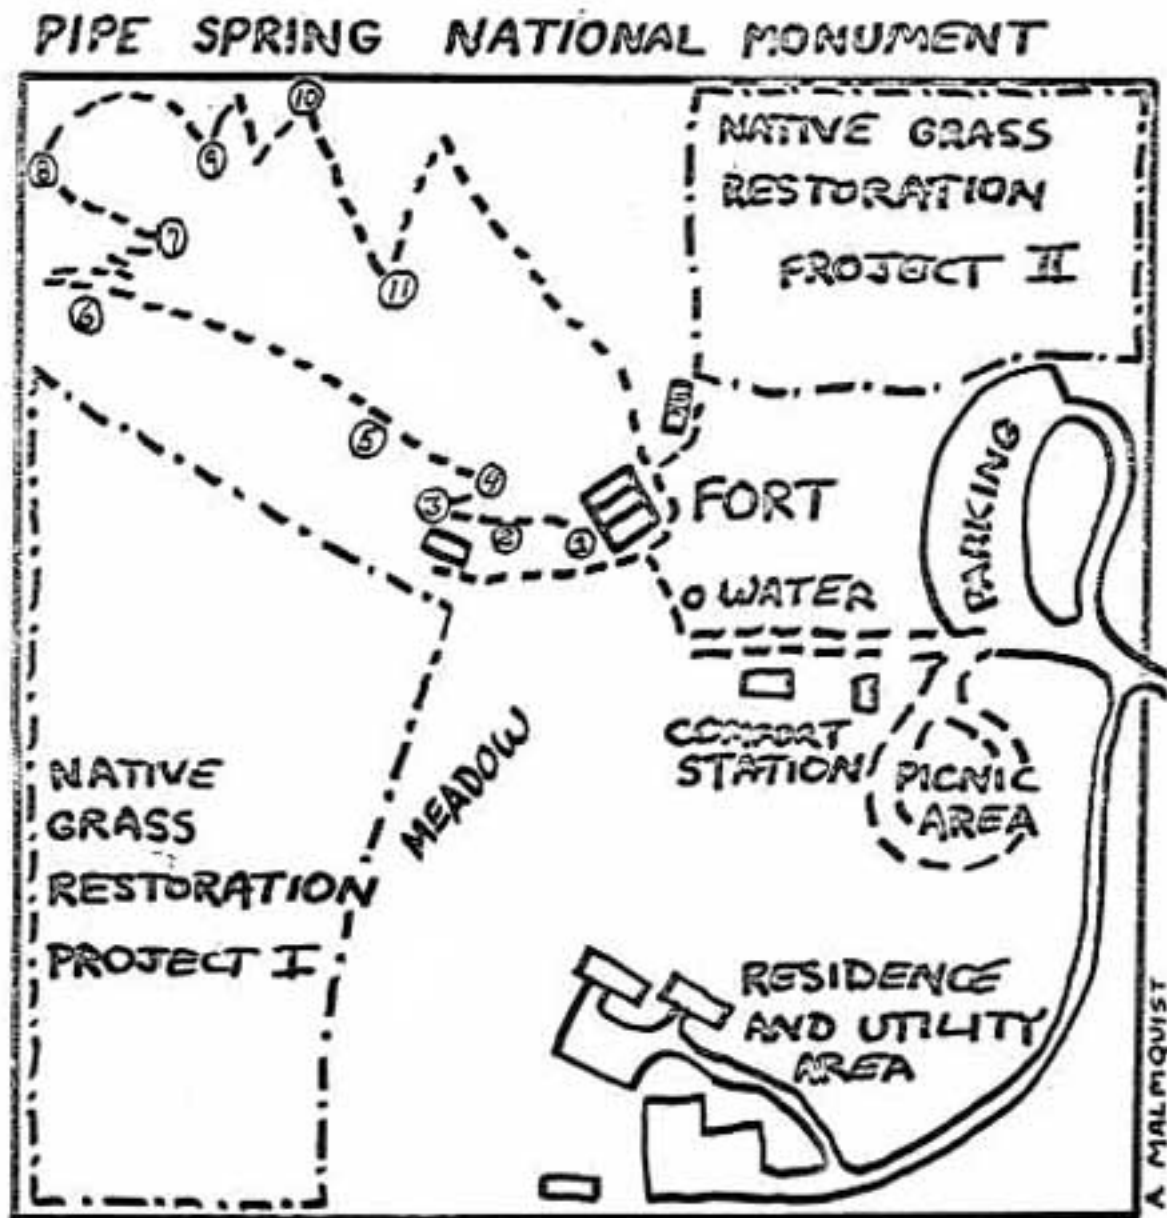 PIPE SPRING NATIONAL MONUMENT
10
9
8
7
6
11
NATIVE GRASS
RESTORATION
PROJECT II
5
4
3
2
1
FORT
PARKING
WATER
COMFORT
STATION
PICNIC
AREA
MEADOW
NATIVE
GRASS
RESTORATION
PROJECT I
RESIDENCE
AND UTILITY
AREA
A MALMQUIST